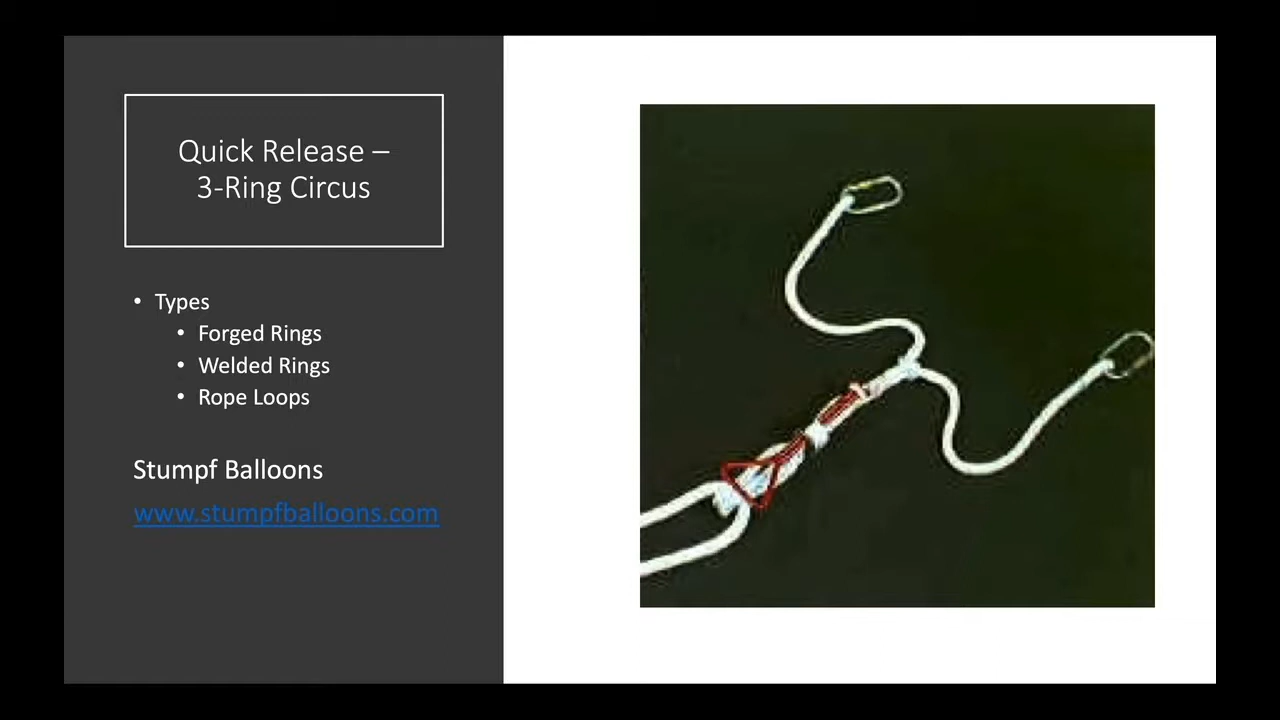 Quick Release –
3-Ring Circus
• Types
• Forged Rings
• Welded Rings
• Rope Loops
Stumpf Balloons
www.stumpfballoons.com